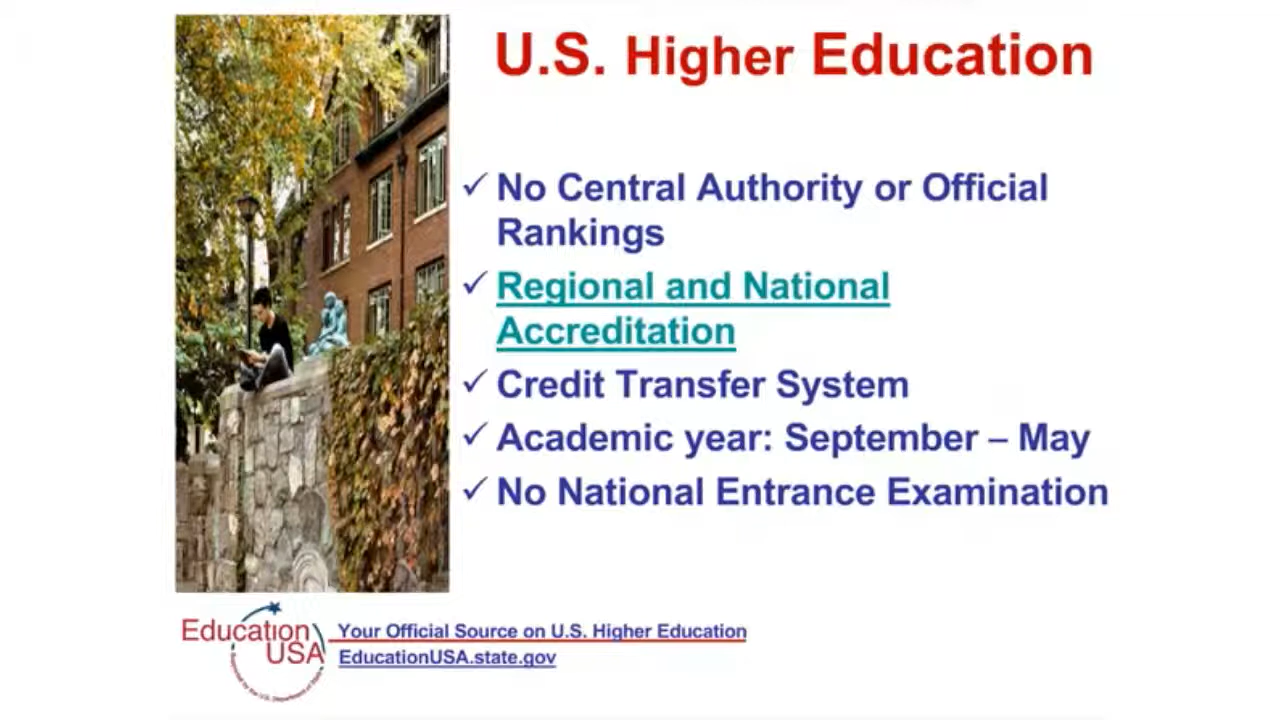 U.S. Higher Education
✓ No Central Authority or Official
Rankings
✓ Regional and National
Accreditation
✓ Credit Transfer System
✓ Academic year: September – May
✓ No National Entrance Examination
Education
USA
Your Official Source on U.S. Higher Education
EducationUSA.state.gov